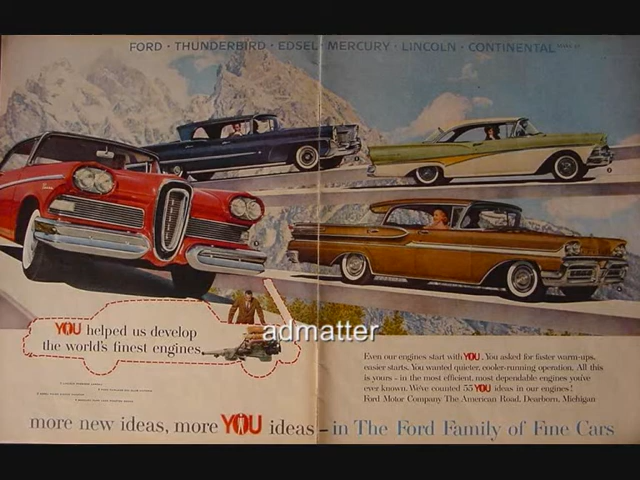 FORD · THUNDERBIRD · EDSEL · MERCURY · LINCOLN · CONTINENTAL
admatter
YOU helped us develop
the world's finest engines
Even our engines start with YOU. You asked for faster warm-ups,
easier starts. You wanted quieter, cooler-running operation. All this
is yours - in the most efficient, most dependable engines you've
ever known. We've counted 55 YOU ideas in our engines!
Ford Motor Company The American Road, Dearborn, Michigan
more new ideas, more YOU ideas – in The Ford Family of Fine Cars